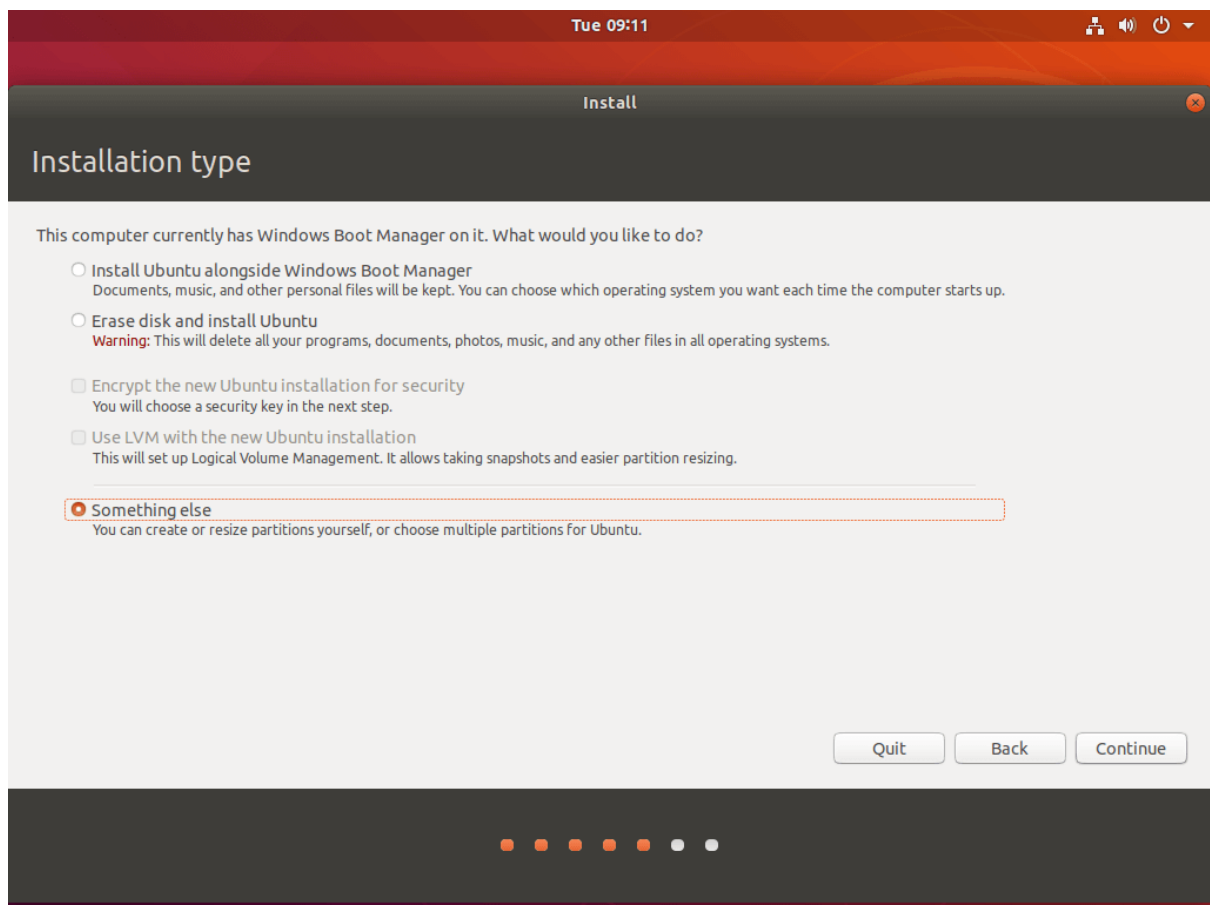 Tue 09:11
Install
Installation type
This computer currently has Windows Boot Manager on it. What would you like to do?
Install Ubuntu alongside Windows Boot Manager
Documents, music, and other personal files will be kept. You can choose which operating system you want each time the computer starts up.
Erase disk and install Ubuntu
Warning: This will delete all your programs, documents, photos, music, and any other files in all operating systems.
Encrypt the new Ubuntu installation for security
You will choose a security key in the next step.
Use LVM with the new Ubuntu installation
This will set up Logical Volume Management. It allows taking snapshots and easier partition resizing.
Something else
You can create or resize partitions yourself, or choose multiple partitions for Ubuntu.
Quit Back Continue